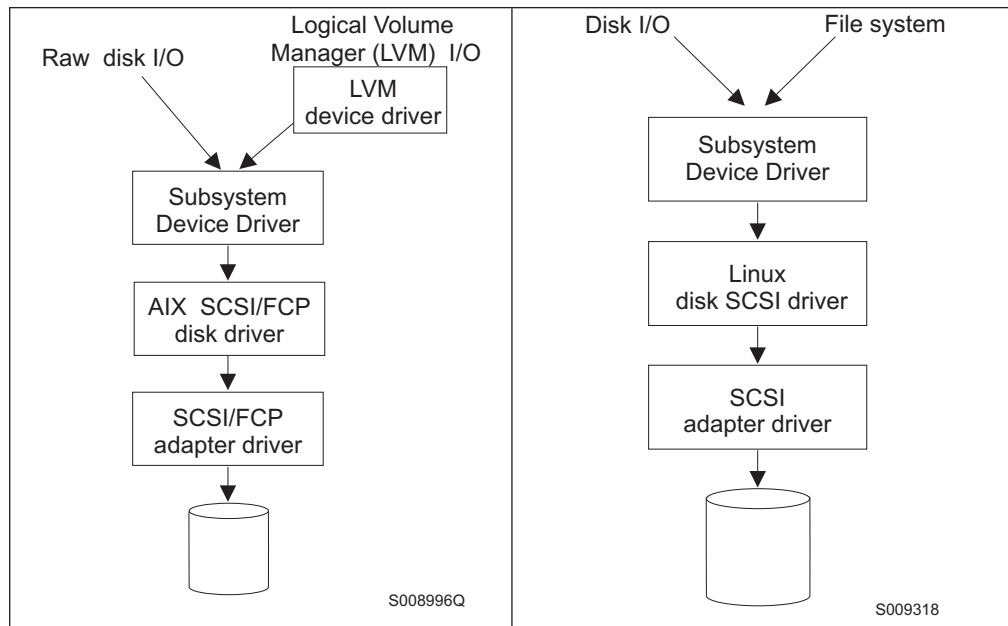 Raw disk I/O
Logical Volume
Manager (LVM) I/O
LVM
device driver
Subsystem
Device Driver
AIX SCSI/FCP
disk driver
SCSI/FCP
adapter driver
S008996Q
Disk I/O
File system
Subsystem
Device Driver
Linux
disk SCSI driver
SCSI
adapter driver
S009318